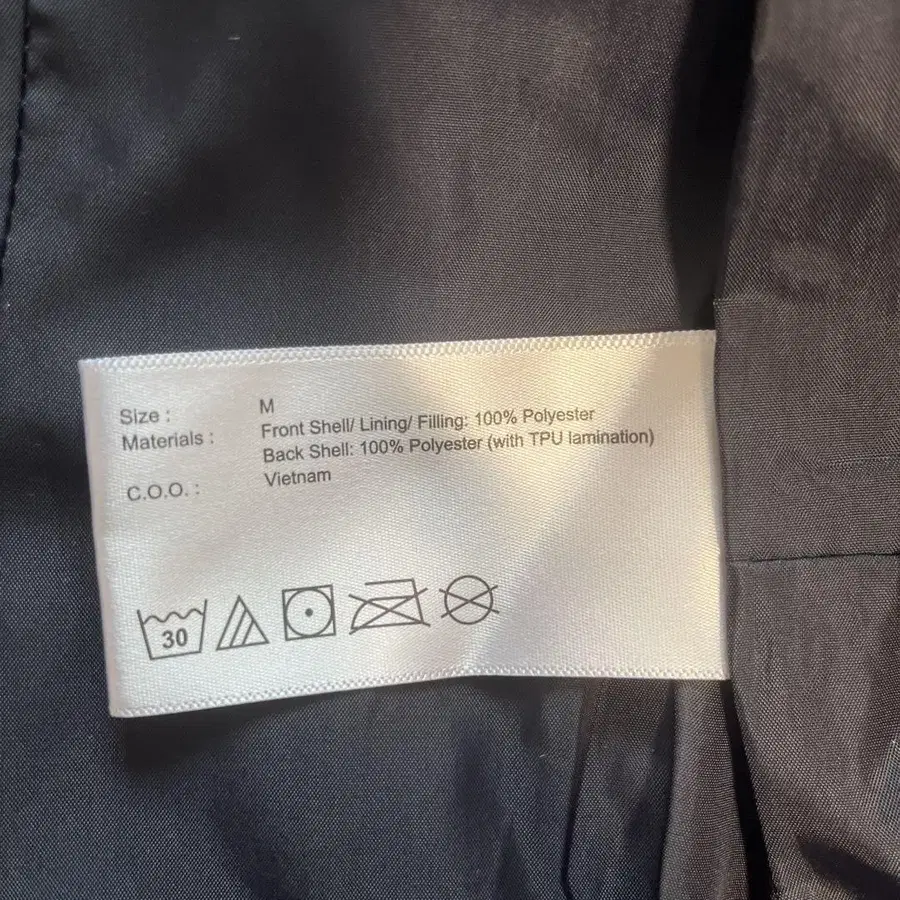 Size : M
Materials : Front Shell/ Lining/ Filling: 100% Polyester
Back Shell: 100% Polyester (with TPU lamination)
C.O.O. : Vietnam
30